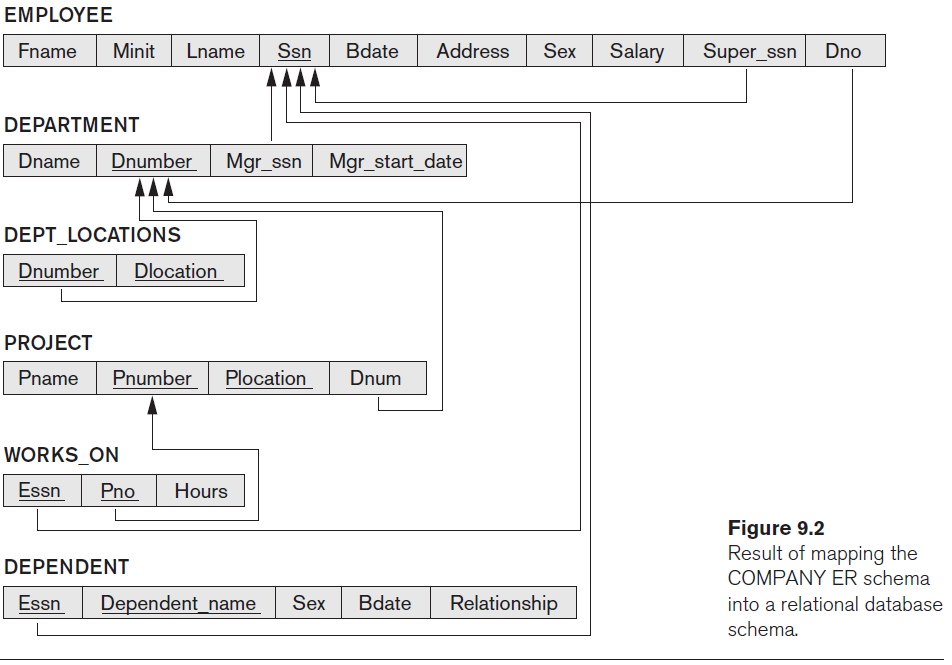 EMPLOYEE
Fname Minit Lname Ssn Bdate Address Sex Salary Super_ssn Dno
DEPARTMENT
Dname Dnumber Mgr_ssn Mgr_start_date
DEPT_LOCATIONS
Dnumber Dlocation
PROJECT
Pname Pnumber Plocation Dnum
WORKS_ON
Essn Pno Hours
DEPENDENT
Essn Dependent_name Sex Bdate Relationship
Figure 9.2
Result of mapping the
COMPANY ER schema
into a relational database
schema.